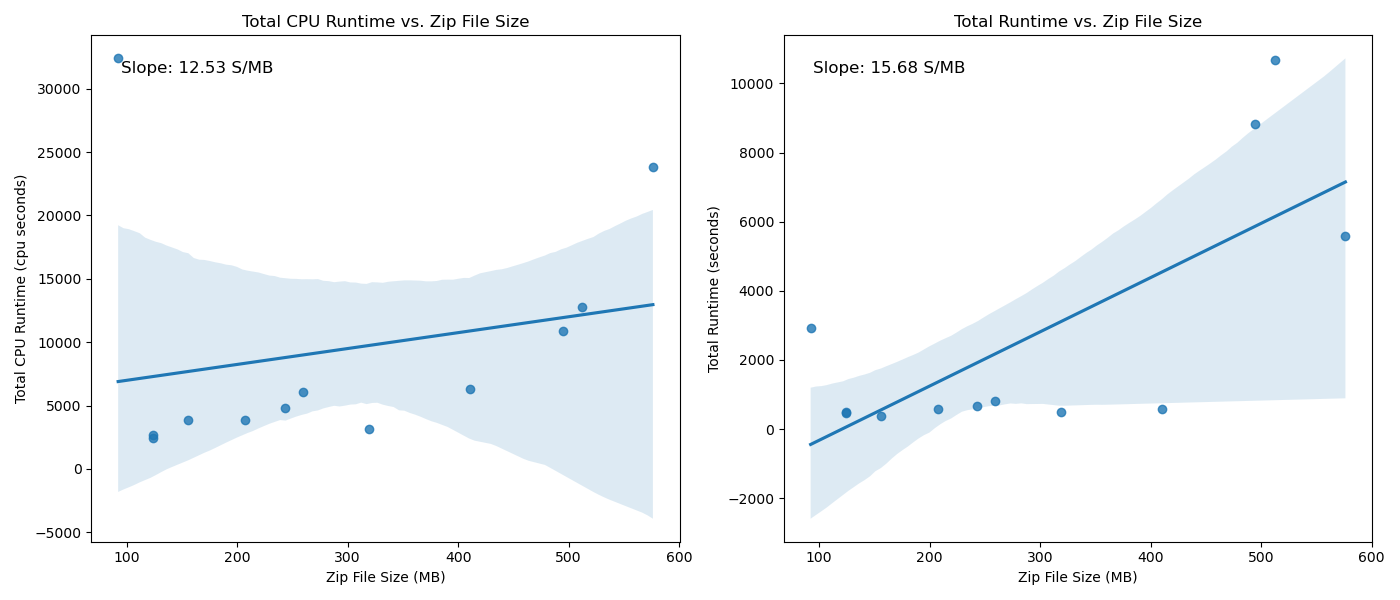 Total CPU Runtime vs. Zip File Size
Slope: 12.53 S/MB
Total CPU Runtime (cpu seconds)
30000
25000
20000
15000
10000
5000
0
−5000
100 200 300 400 500 600
Zip File Size (MB)
Total Runtime vs. Zip File Size
Slope: 15.68 S/MB
Total Runtime (seconds)
10000
8000
6000
4000
2000
0
−2000
100 200 300 400 500 600
Zip File Size (MB)